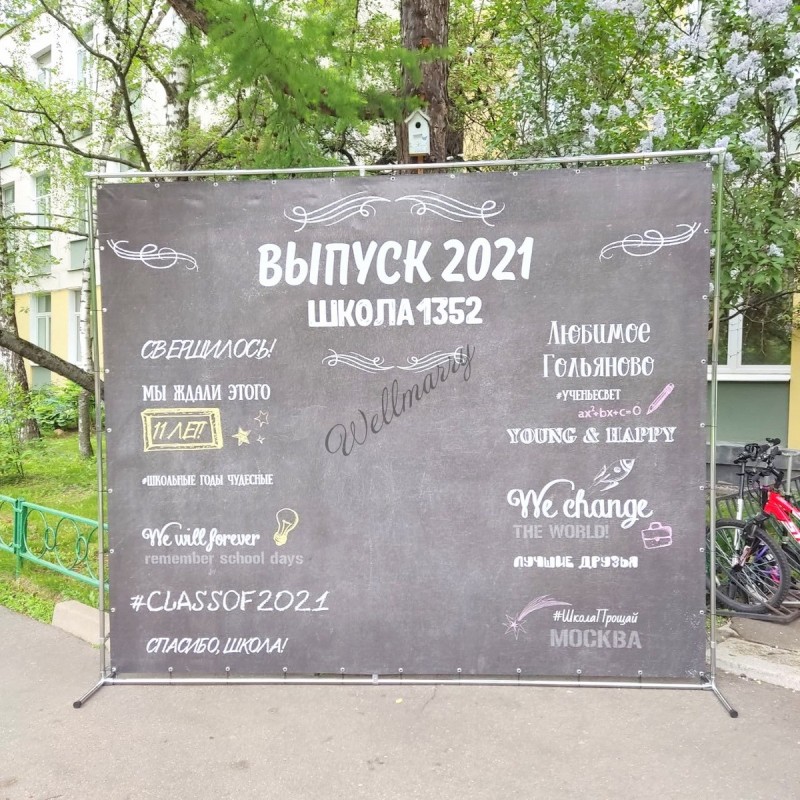 ВЫПУСК 2021
ШКОЛА 1352
СВЕРШИЛОСЬ!
МЫ ЖДАЛИ ЭТОГО
11 ЛЕТ!
#ШКОЛЬНЫЕ ГОДЫ ЧУДЕСНЫЕ
We will forever
remember school days
#CLASSOF2021
СПАСИБО, ШКОЛА!
Wellmarry
Любимое
Гольяново
#УЧЕНЬЕСВЕТ
ax²+bx+c=0
YOUNG & HAPPY
We change
THE WORLD!
ЛУЧШИЕ ДРУЗЬЯ
#ШколаПрощай
МОСКВА